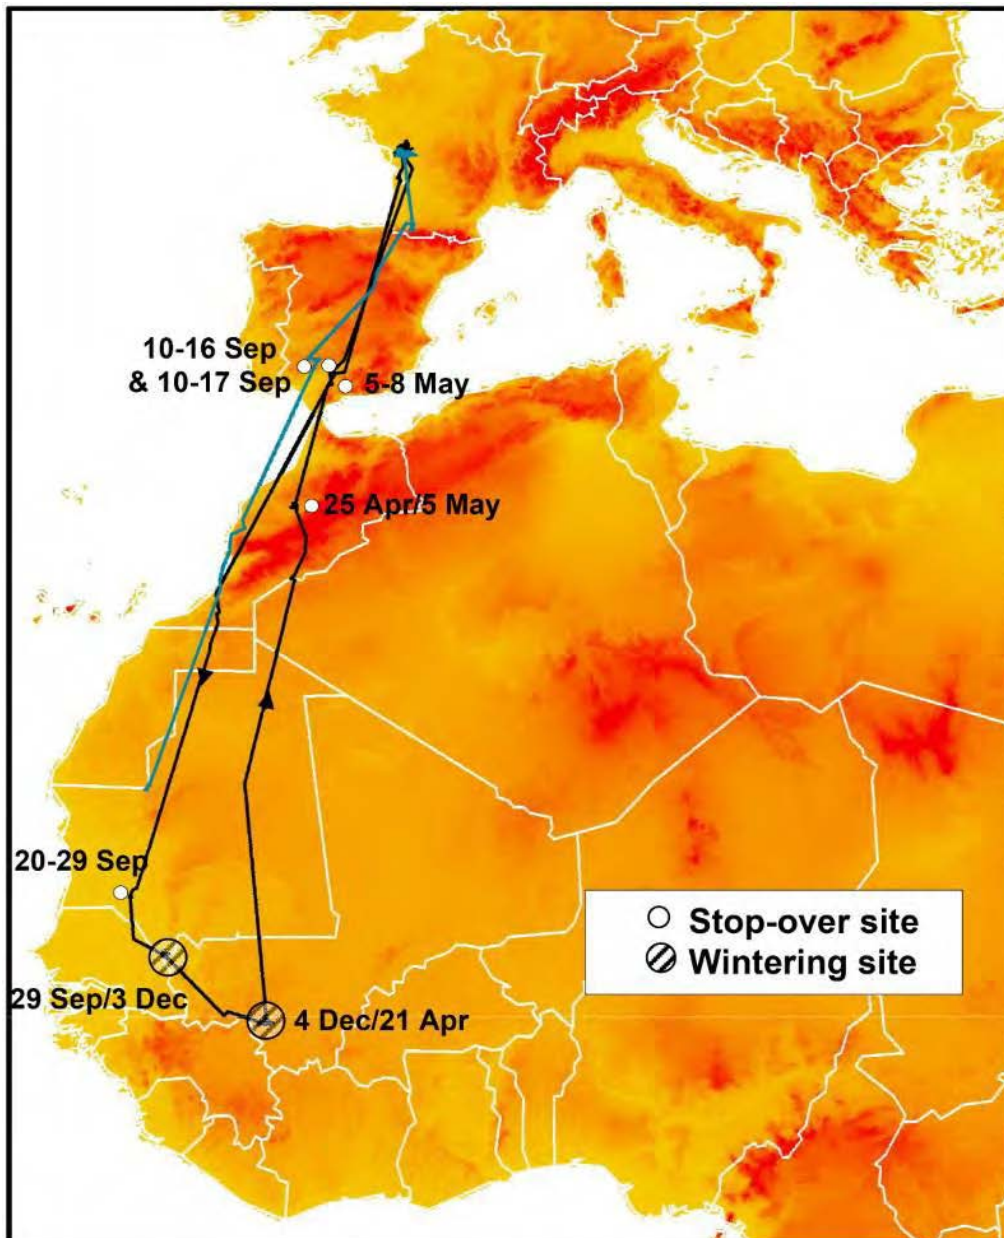 10-16 Sep
& 10-17 Sep
5-8 May
25 Apr/5 May
20-29 Sep
Stop-over site
Wintering site
29 Sep/3 Dec
4 Dec/21 Apr